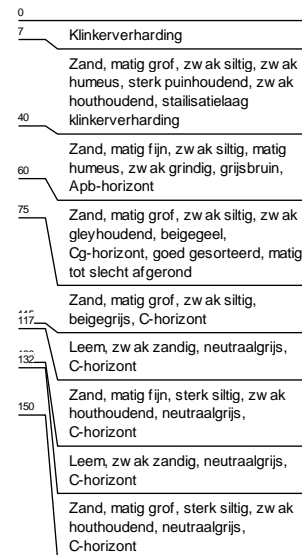 0
7
Klinkerverharding
Zand, matig grof, zwak siltig, zwak
humeus, sterk puinhoudend, zwak
houthoudend, stailisatielaag
40
klinkerverharding
Zand, matig fijn, zwak siltig, matig
humeus, zwak grindig, grijsbruin,
60
Apb-horizont
75
Zand, matig grof, zwak siltig, zwak
gleyhoudend, beigegeel,
Cg-horizont, goed gesorteerd, matig
tot slecht afgerond
Zand, matig grof, zwak siltig,
beigegrijs, C-horizont
117
Leem, zwak zandig, neutraalgrijs,
C-horizont
132
Zand, matig fijn, sterk siltig, zwak
houthoudend, neutraalgrijs,
C-horizont
150
Leem, zwak zandig, neutraalgrijs,
C-horizont
Zand, matig grof, sterk siltig, zwak
houthoudend, neutraalgrijs,
C-horizont